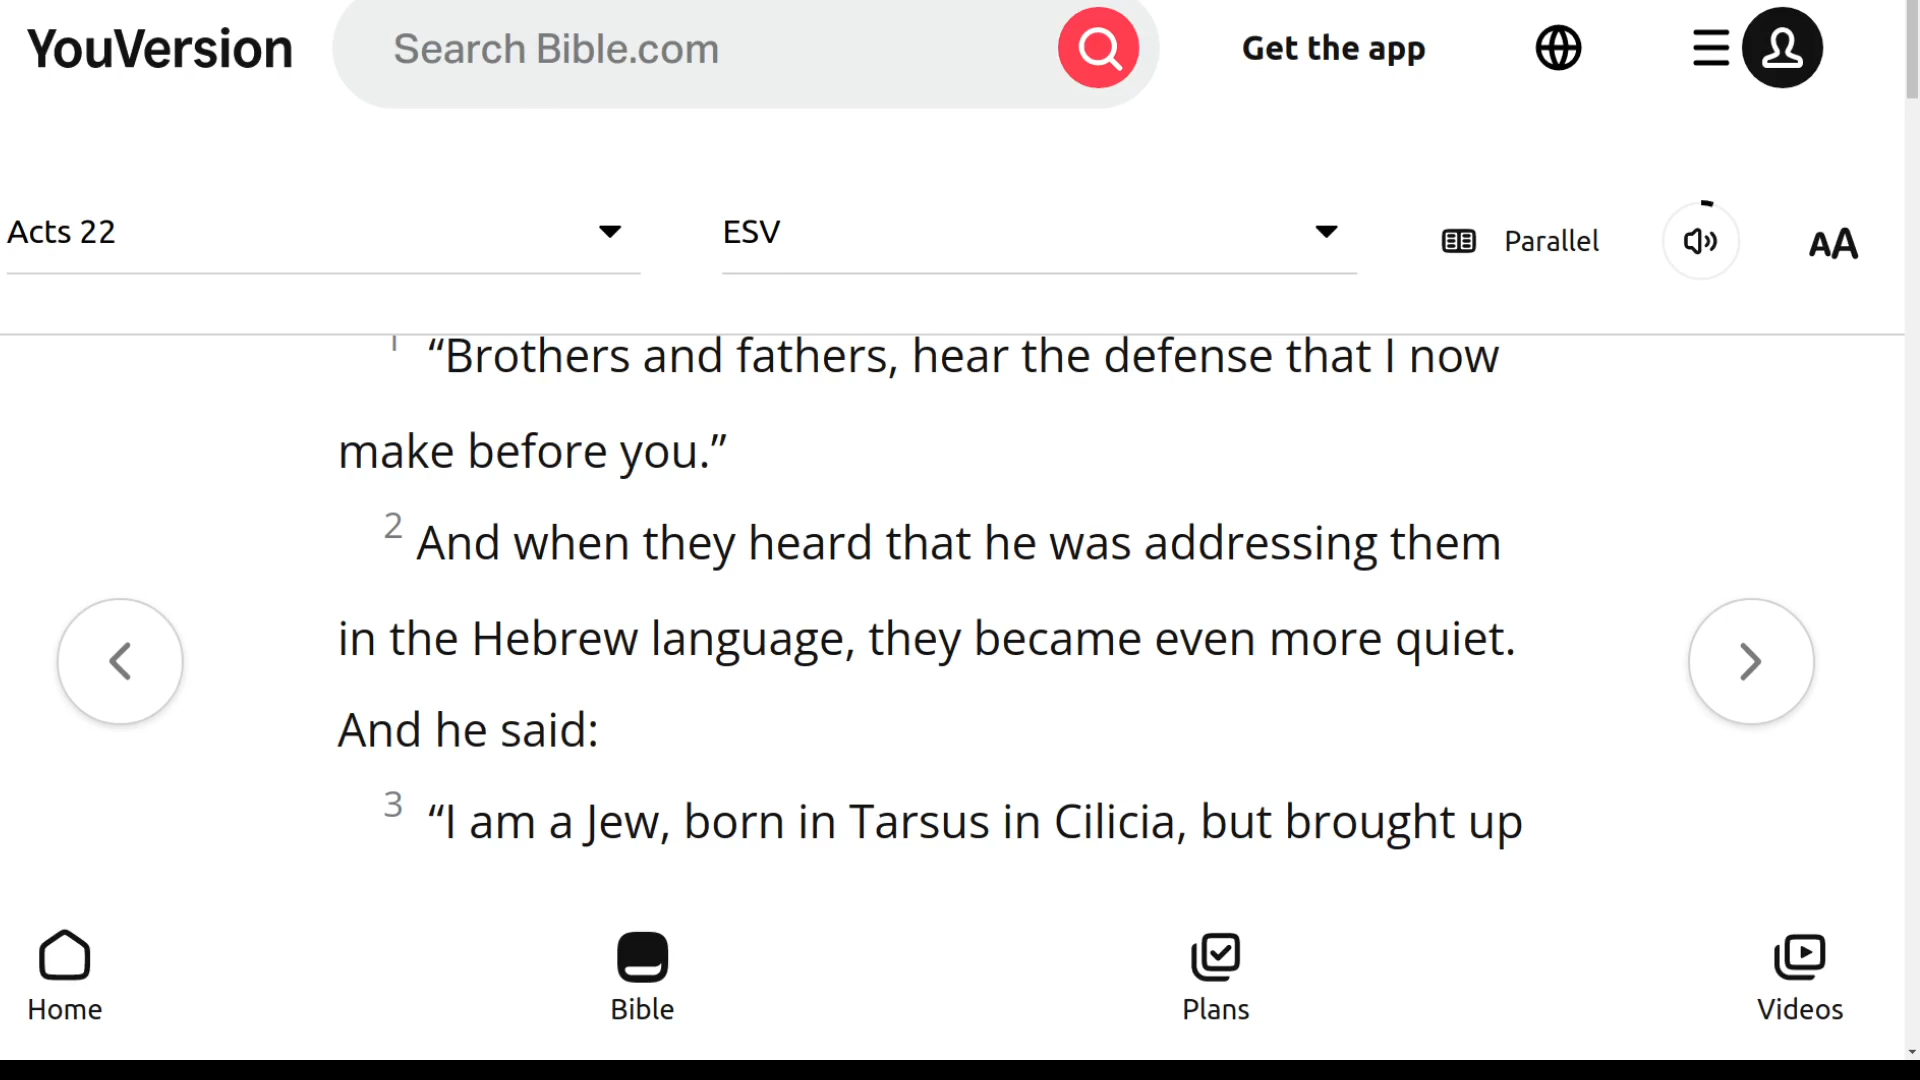 YouVersion
Search Bible.com
Get the app
Acts 22
ESV
Parallel
AA
1 “Brothers and fathers, hear the defense that I now
make before you.”
2 And when they heard that he was addressing them
in the Hebrew language, they became even more quiet.
And he said:
3 “I am a Jew, born in Tarsus in Cilicia, but brought up
Home
Bible
Plans
Videos